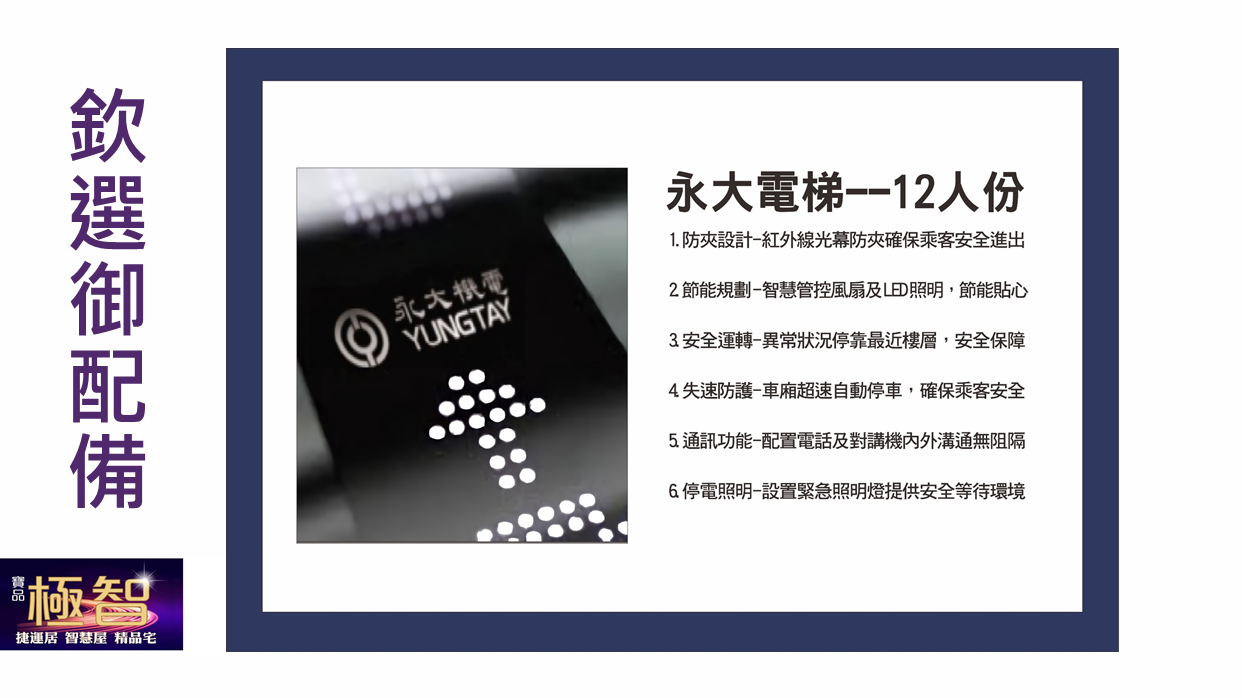 欽選御配備
永大電梯--12人份
1.防夾設計-紅外線光幕防夾確保乘客安全進出
2.節能規劃-智慧管控風扇及LED照明，節能貼心
3.安全運轉-異常狀況停靠最近樓層，安全保障
4.失速防護-車廂超速自動停車，確保乘客安全
5.通訊功能-配置電話及對講機內外溝通無阻隔
6.停電照明-設置緊急照明燈提供安全等待環境
永大機電
YUNGTAY
寶品
極智
捷運居 智慧屋 精品宅